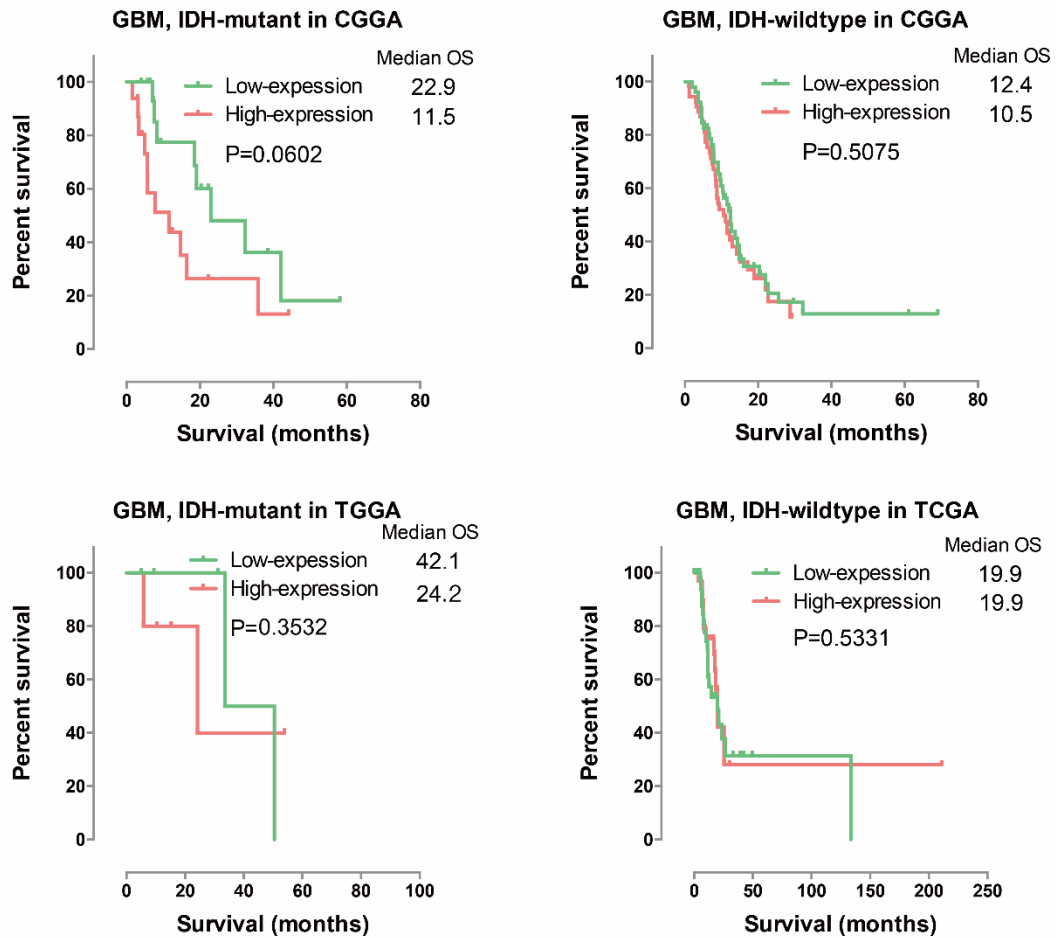 GBM, IDH-mutant in CGGA
Median OS
Low-expession 22.9
High-expression 11.5
P=0.0602
Percent survival
100
80
60
40
20
0
0 20 40 60 80
Survival (months)
GBM, IDH-wildtype in CGGA
Median OS
Low-expession 12.4
High-expression 10.5
P=0.5075
Percent survival
100
80
60
40
20
0
0 20 40 60 80
Survival (months)
GBM, IDH-mutant in TGGA
Median OS
Low-expession 42.1
High-expression 24.2
P=0.3532
Percent survival
100
80
60
40
20
0
0 20 40 60 80 100
Survival (months)
GBM, IDH-wildtype in TCGA
Median OS
Low-expession 19.9
High-expression 19.9
P=0.5331
Percent survival
100
80
60
40
20
0
0 50 100 150 200 250
Survival (months)